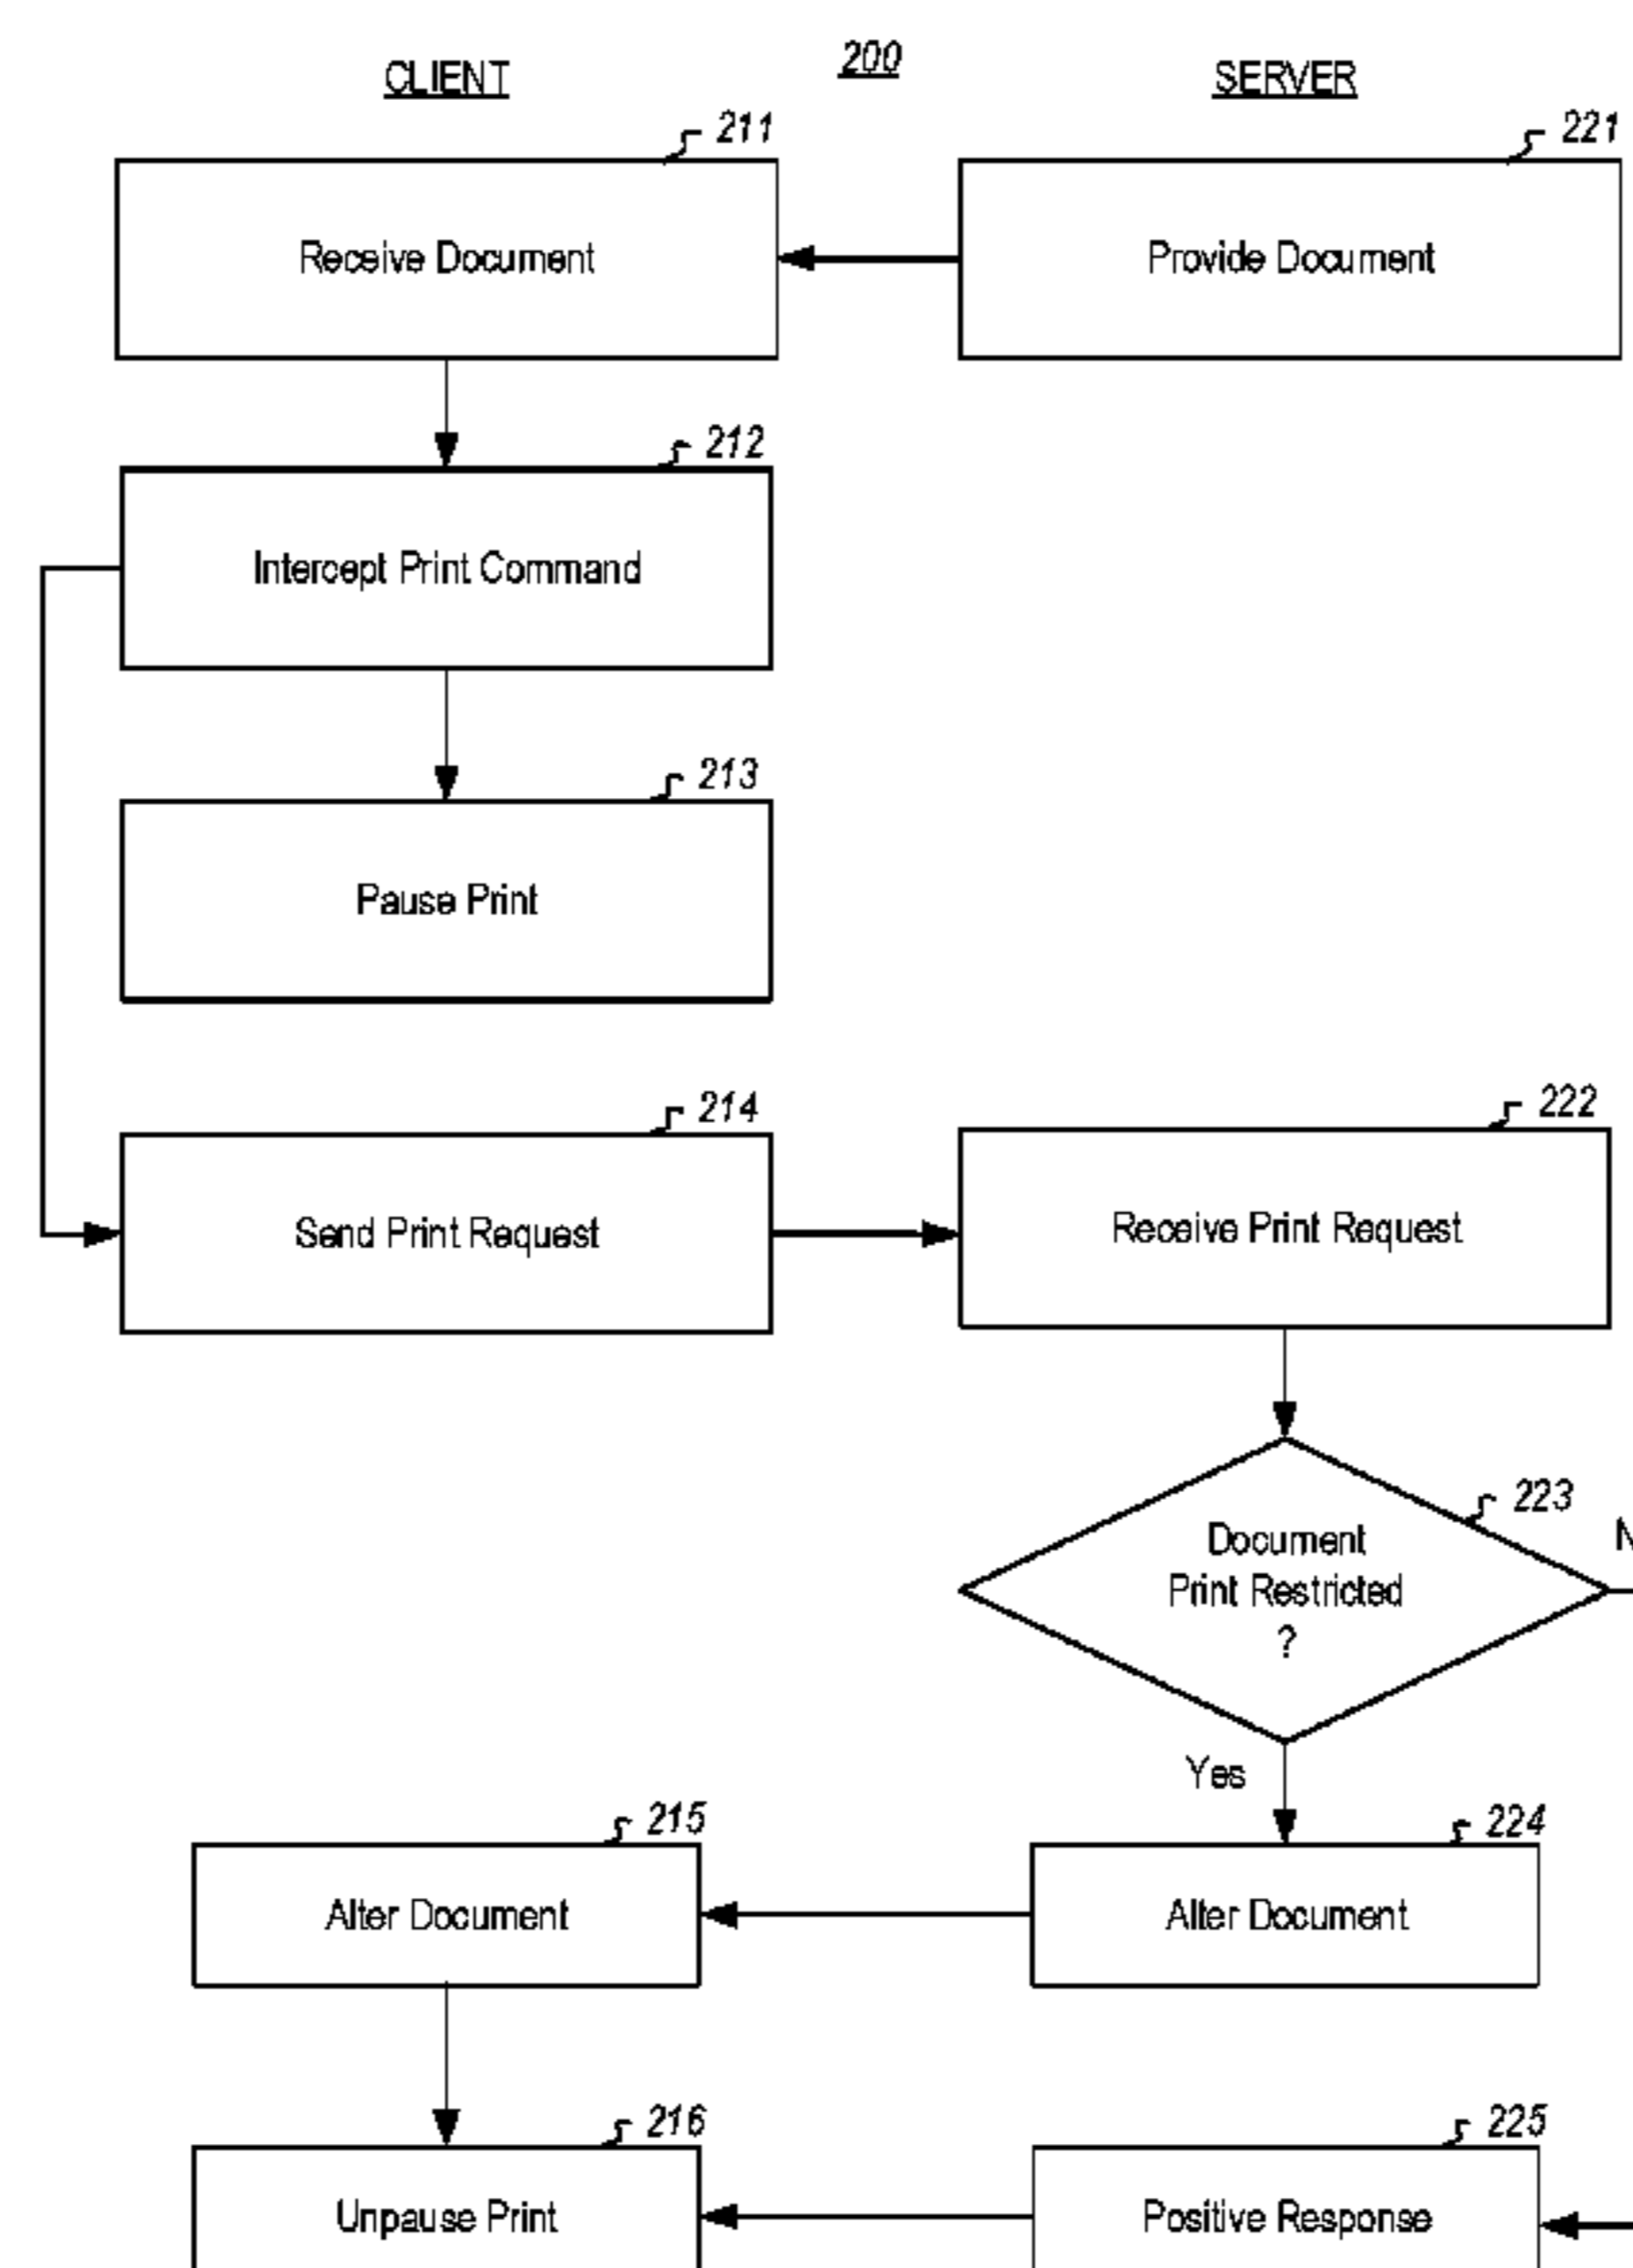 200
CLIENT
SERVER
211
221
Receive Document
Provide Document
212
Intercept Print Command
213
Pause Print
214
222
Send Print Request
Receive Print Request
223
Document
Print Restricted
?
Yes
215
224
Alter Document
Alter Document
216
225
Unpause Print
Positive Response